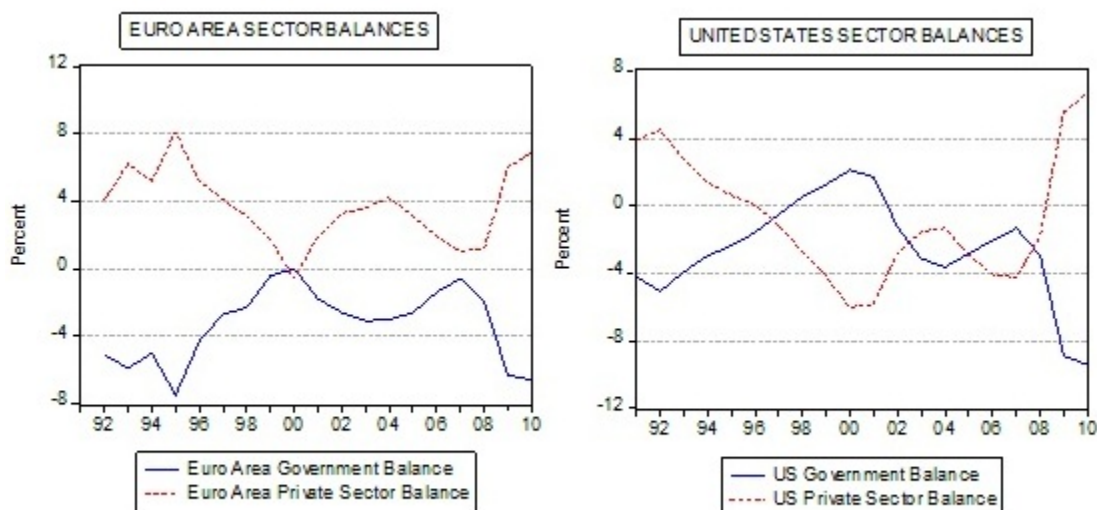 EURO AREA SECTOR BALANCES
12
8
4
0
-4
-8
Percent
92 94 96 98 00 02 04 06 08 10
Euro Area Government Balance
Euro Area Private Sector Balance
UNITED STATES SECTOR BALANCES
8
4
0
-4
-8
-12
Percent
92 94 96 98 00 02 04 06 08 10
US Government Balance
US Private Sector Balance